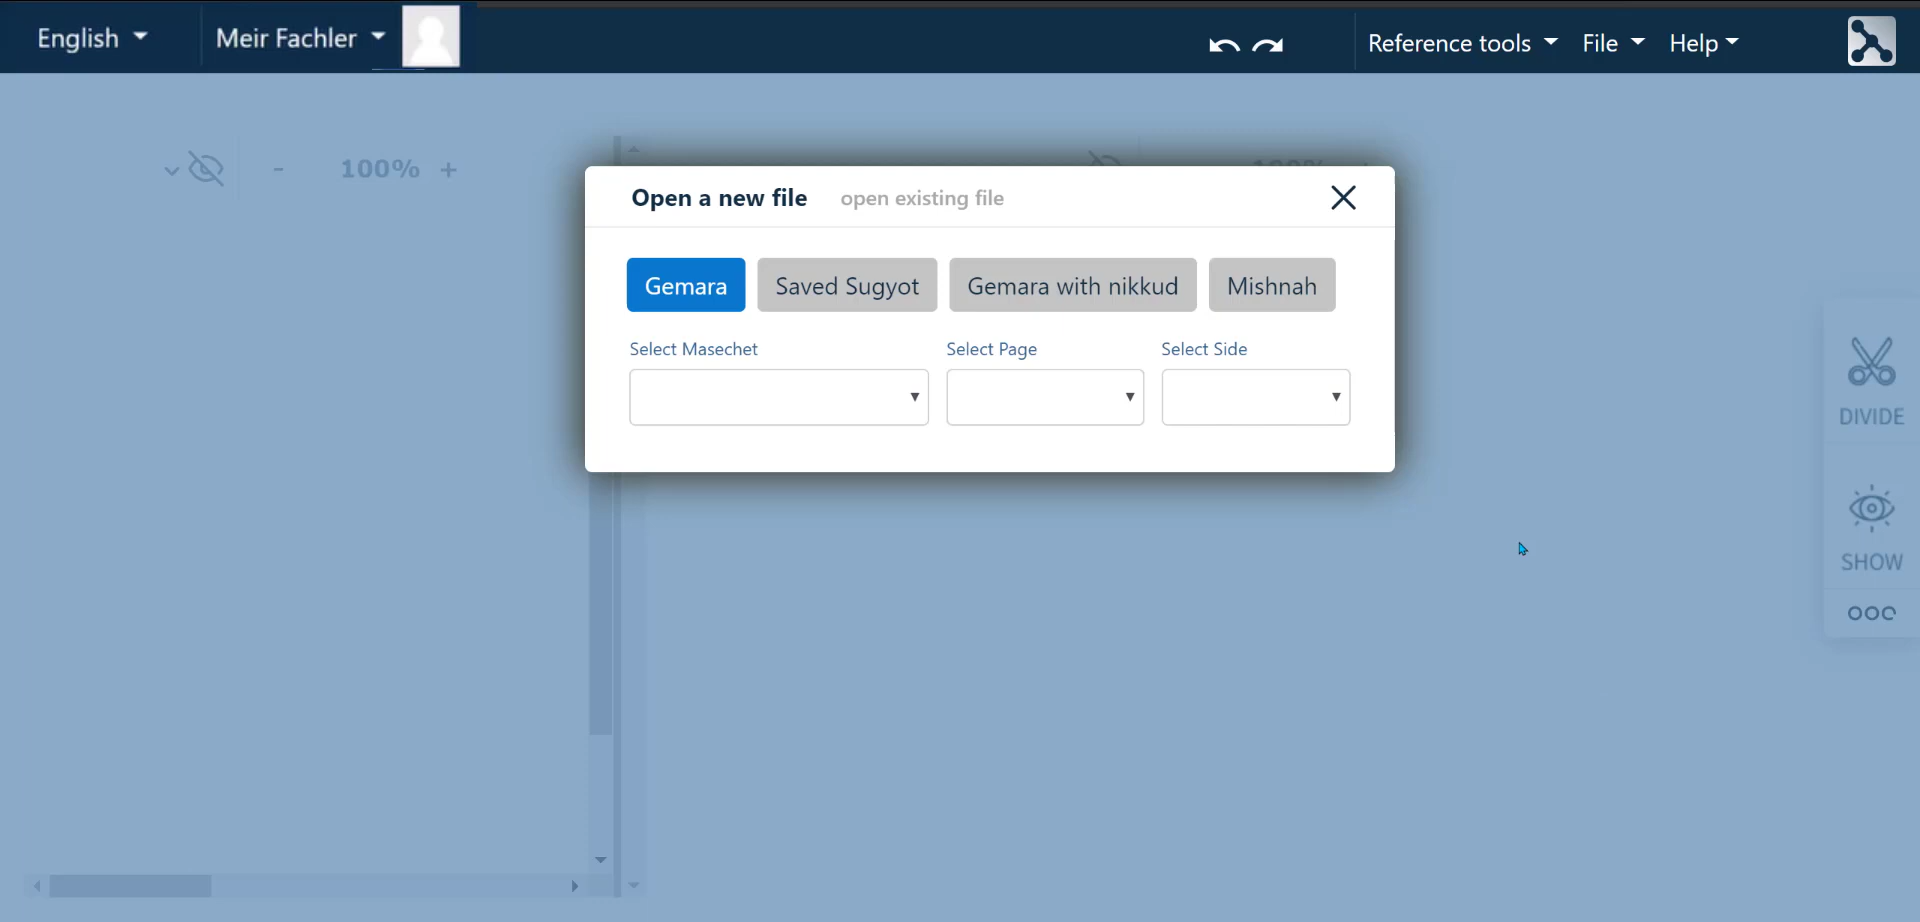 English
Meir Fachler
Reference tools
File
Help
- 100% +
Open a new file
open existing file
Gemara
Saved Sugyot
Gemara with nikkud
Mishnah
Select Masechet
Select Page
Select Side
DIVIDE
SHOW